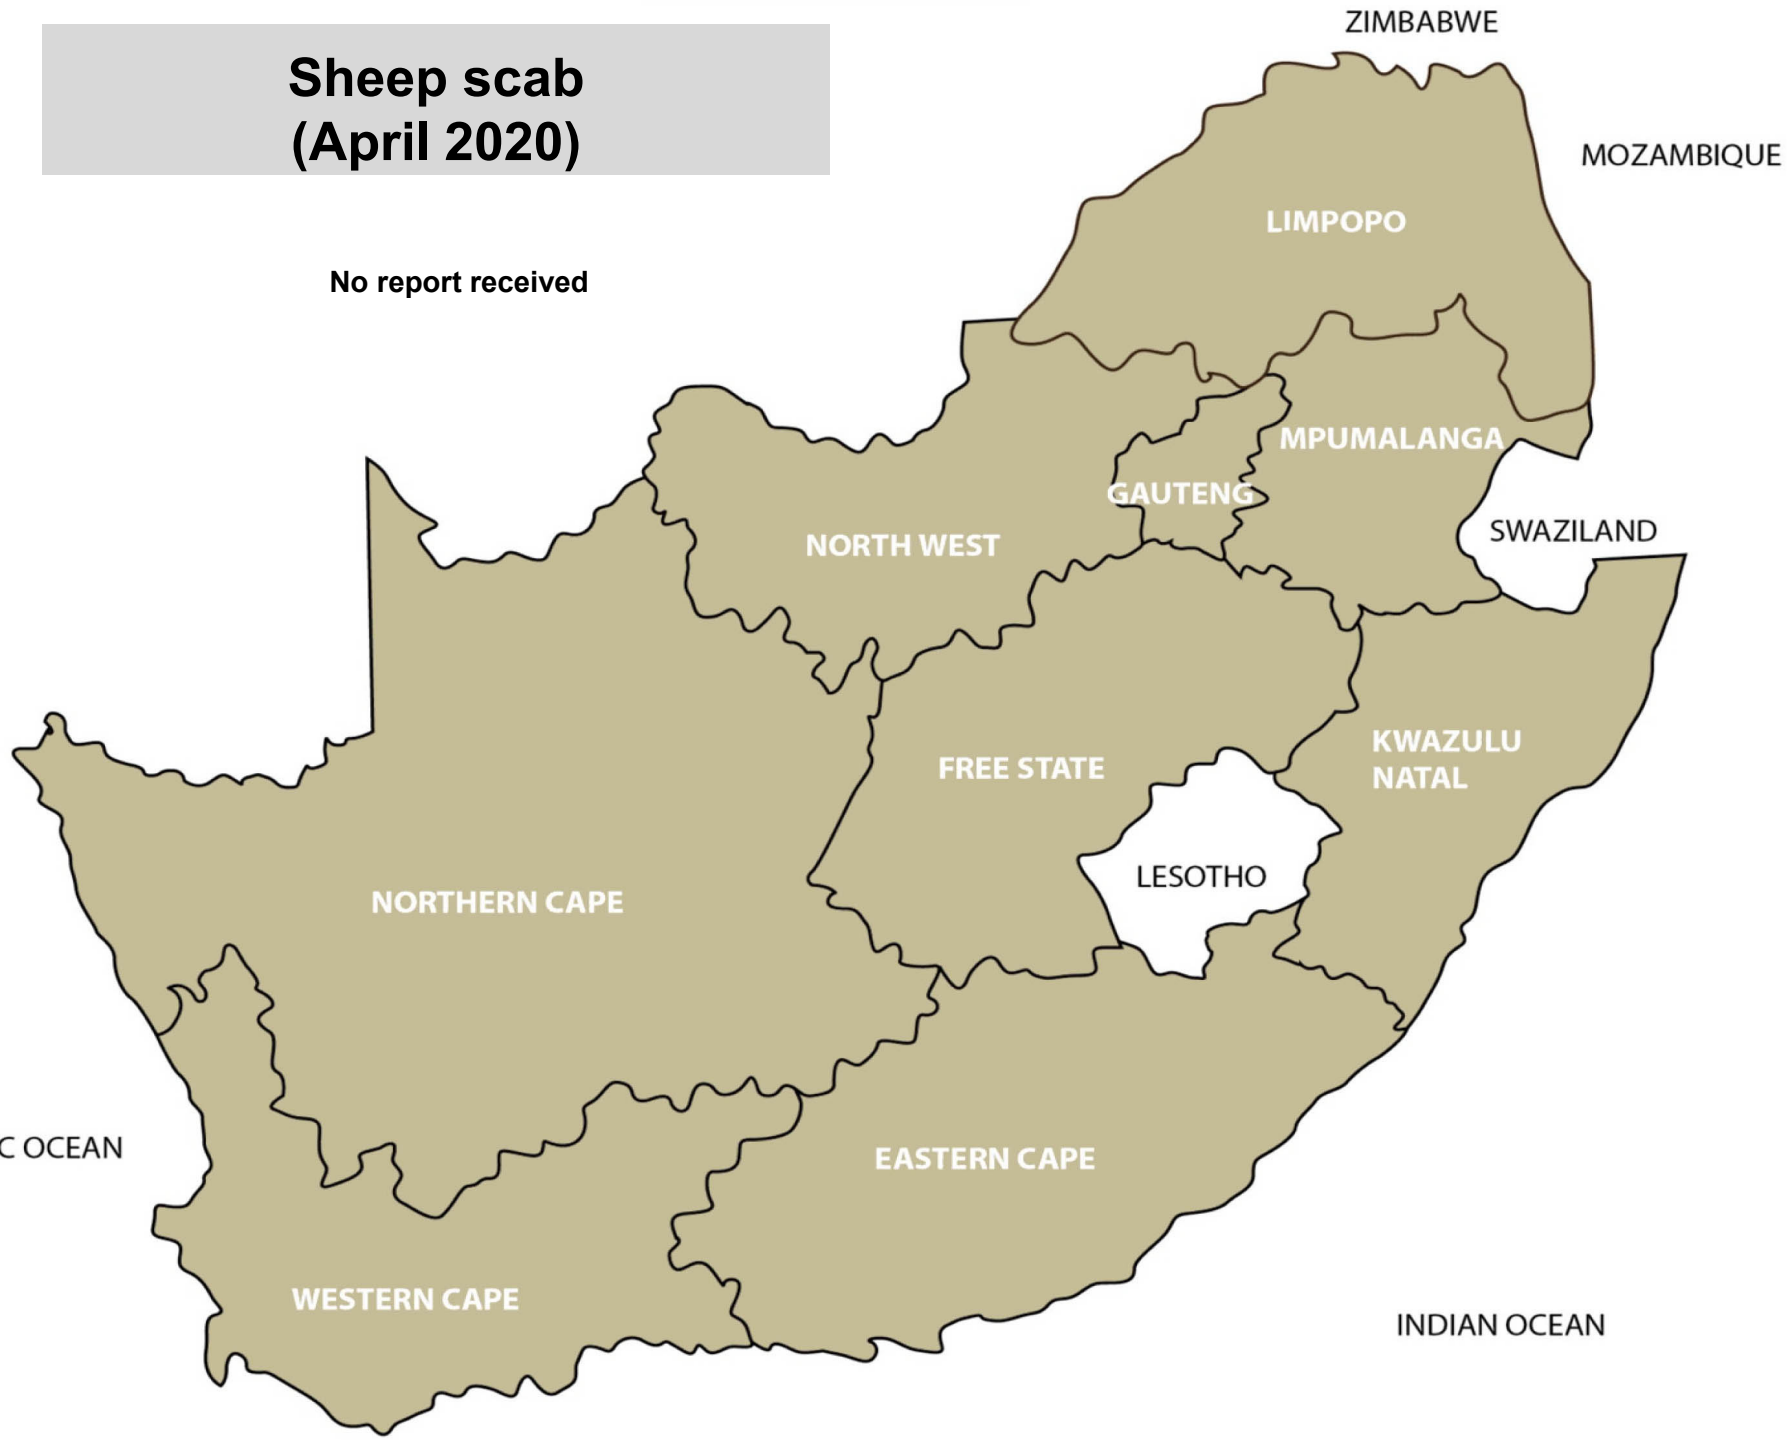 ZIMBABWE
Sheep scab
(April 2020)
MOZAMBIQUE
LIMPOPO
No report received
MPUMALANGA
GAUTENG
SWAZILAND
NORTH WEST
KWAZULU
NATAL
FREE STATE
LESOTHO
NORTHERN CAPE
C OCEAN
EASTERN CAPE
WESTERN CAPE
INDIAN OCEAN